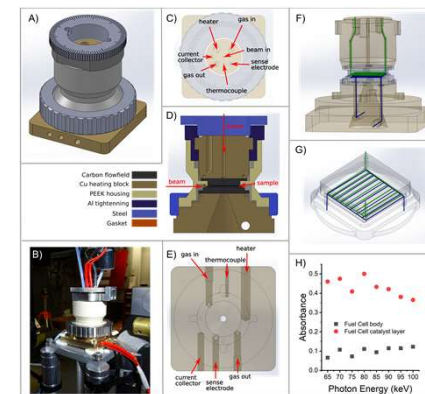 A)
C)
heater
gas in
current
collector
beam in
gas out
sense
electrode
thermocouple
D)
beam
sample
Carbon flowfield
Cu heating block
PEEK housing
Al tightenning
Steel
Gasket
B)
E)
gas in
thermocouple
heater
current
collector
sense
electrode
gas out
F)
G)
H)
Absorbance
0.5
0.4
0.3
0.2
0.1
0.0
Fuel Cell body
Fuel Cell catalyst layer
65 70 75 80 85 90 95 100
Photon Energy (keV)